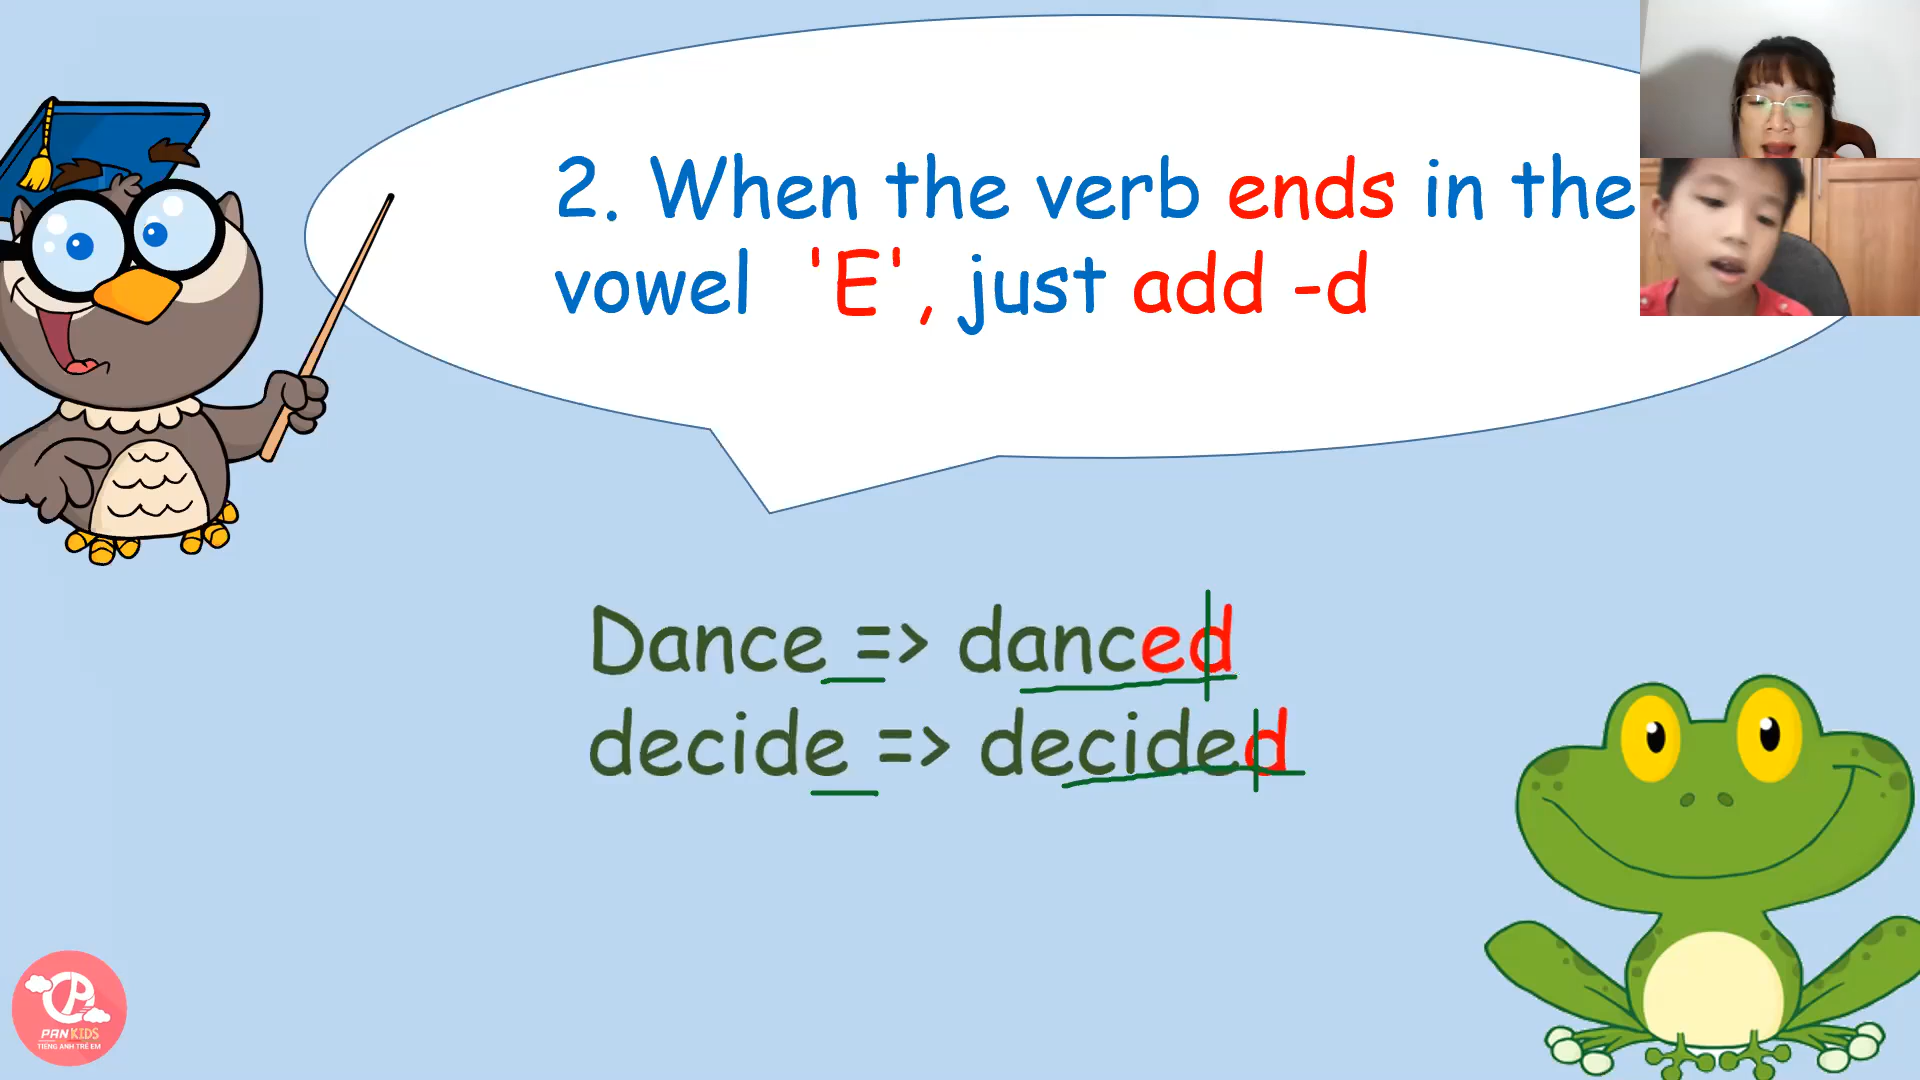 2. When the verb ends in the
vowel 'E', just add -d
Dance => danced
decide => decided
PAN KIDS
TIẾNG ANH TRẺ EM